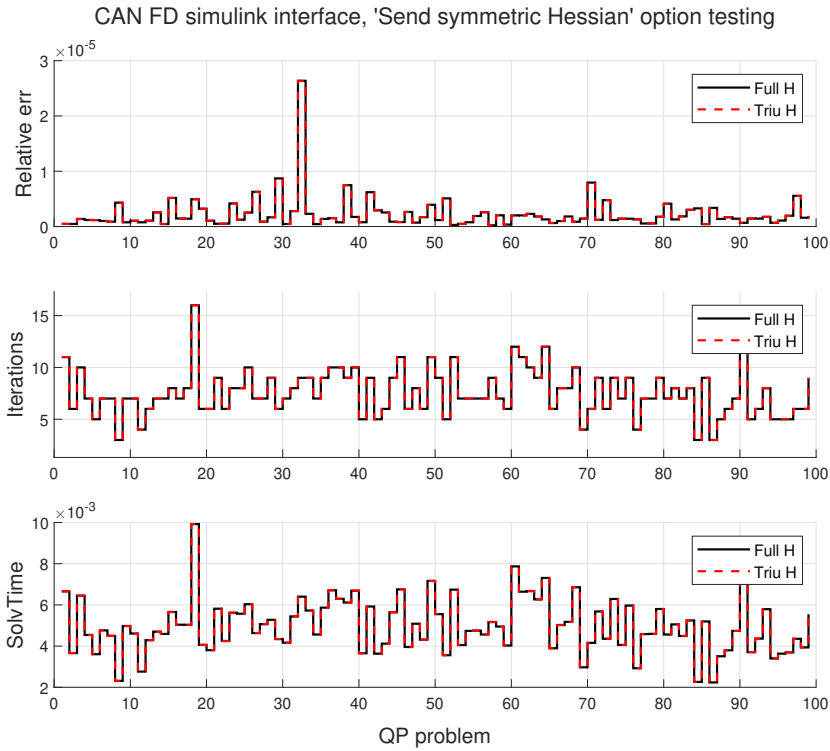 CAN FD simulink interface, 'Send symmetric Hessian' option testing
×10-5
3
2
1
0
Relative err
Full H
Triu H
0 10 20 30 40 50 60 70 80 90 100
15
10
5
Iterations
Full H
Triu H
0 10 20 30 40 50 60 70 80 90 100
×10-3
10
8
6
4
2
SolvTime
Full H
Triu H
0 10 20 30 40 50 60 70 80 90 100
QP problem